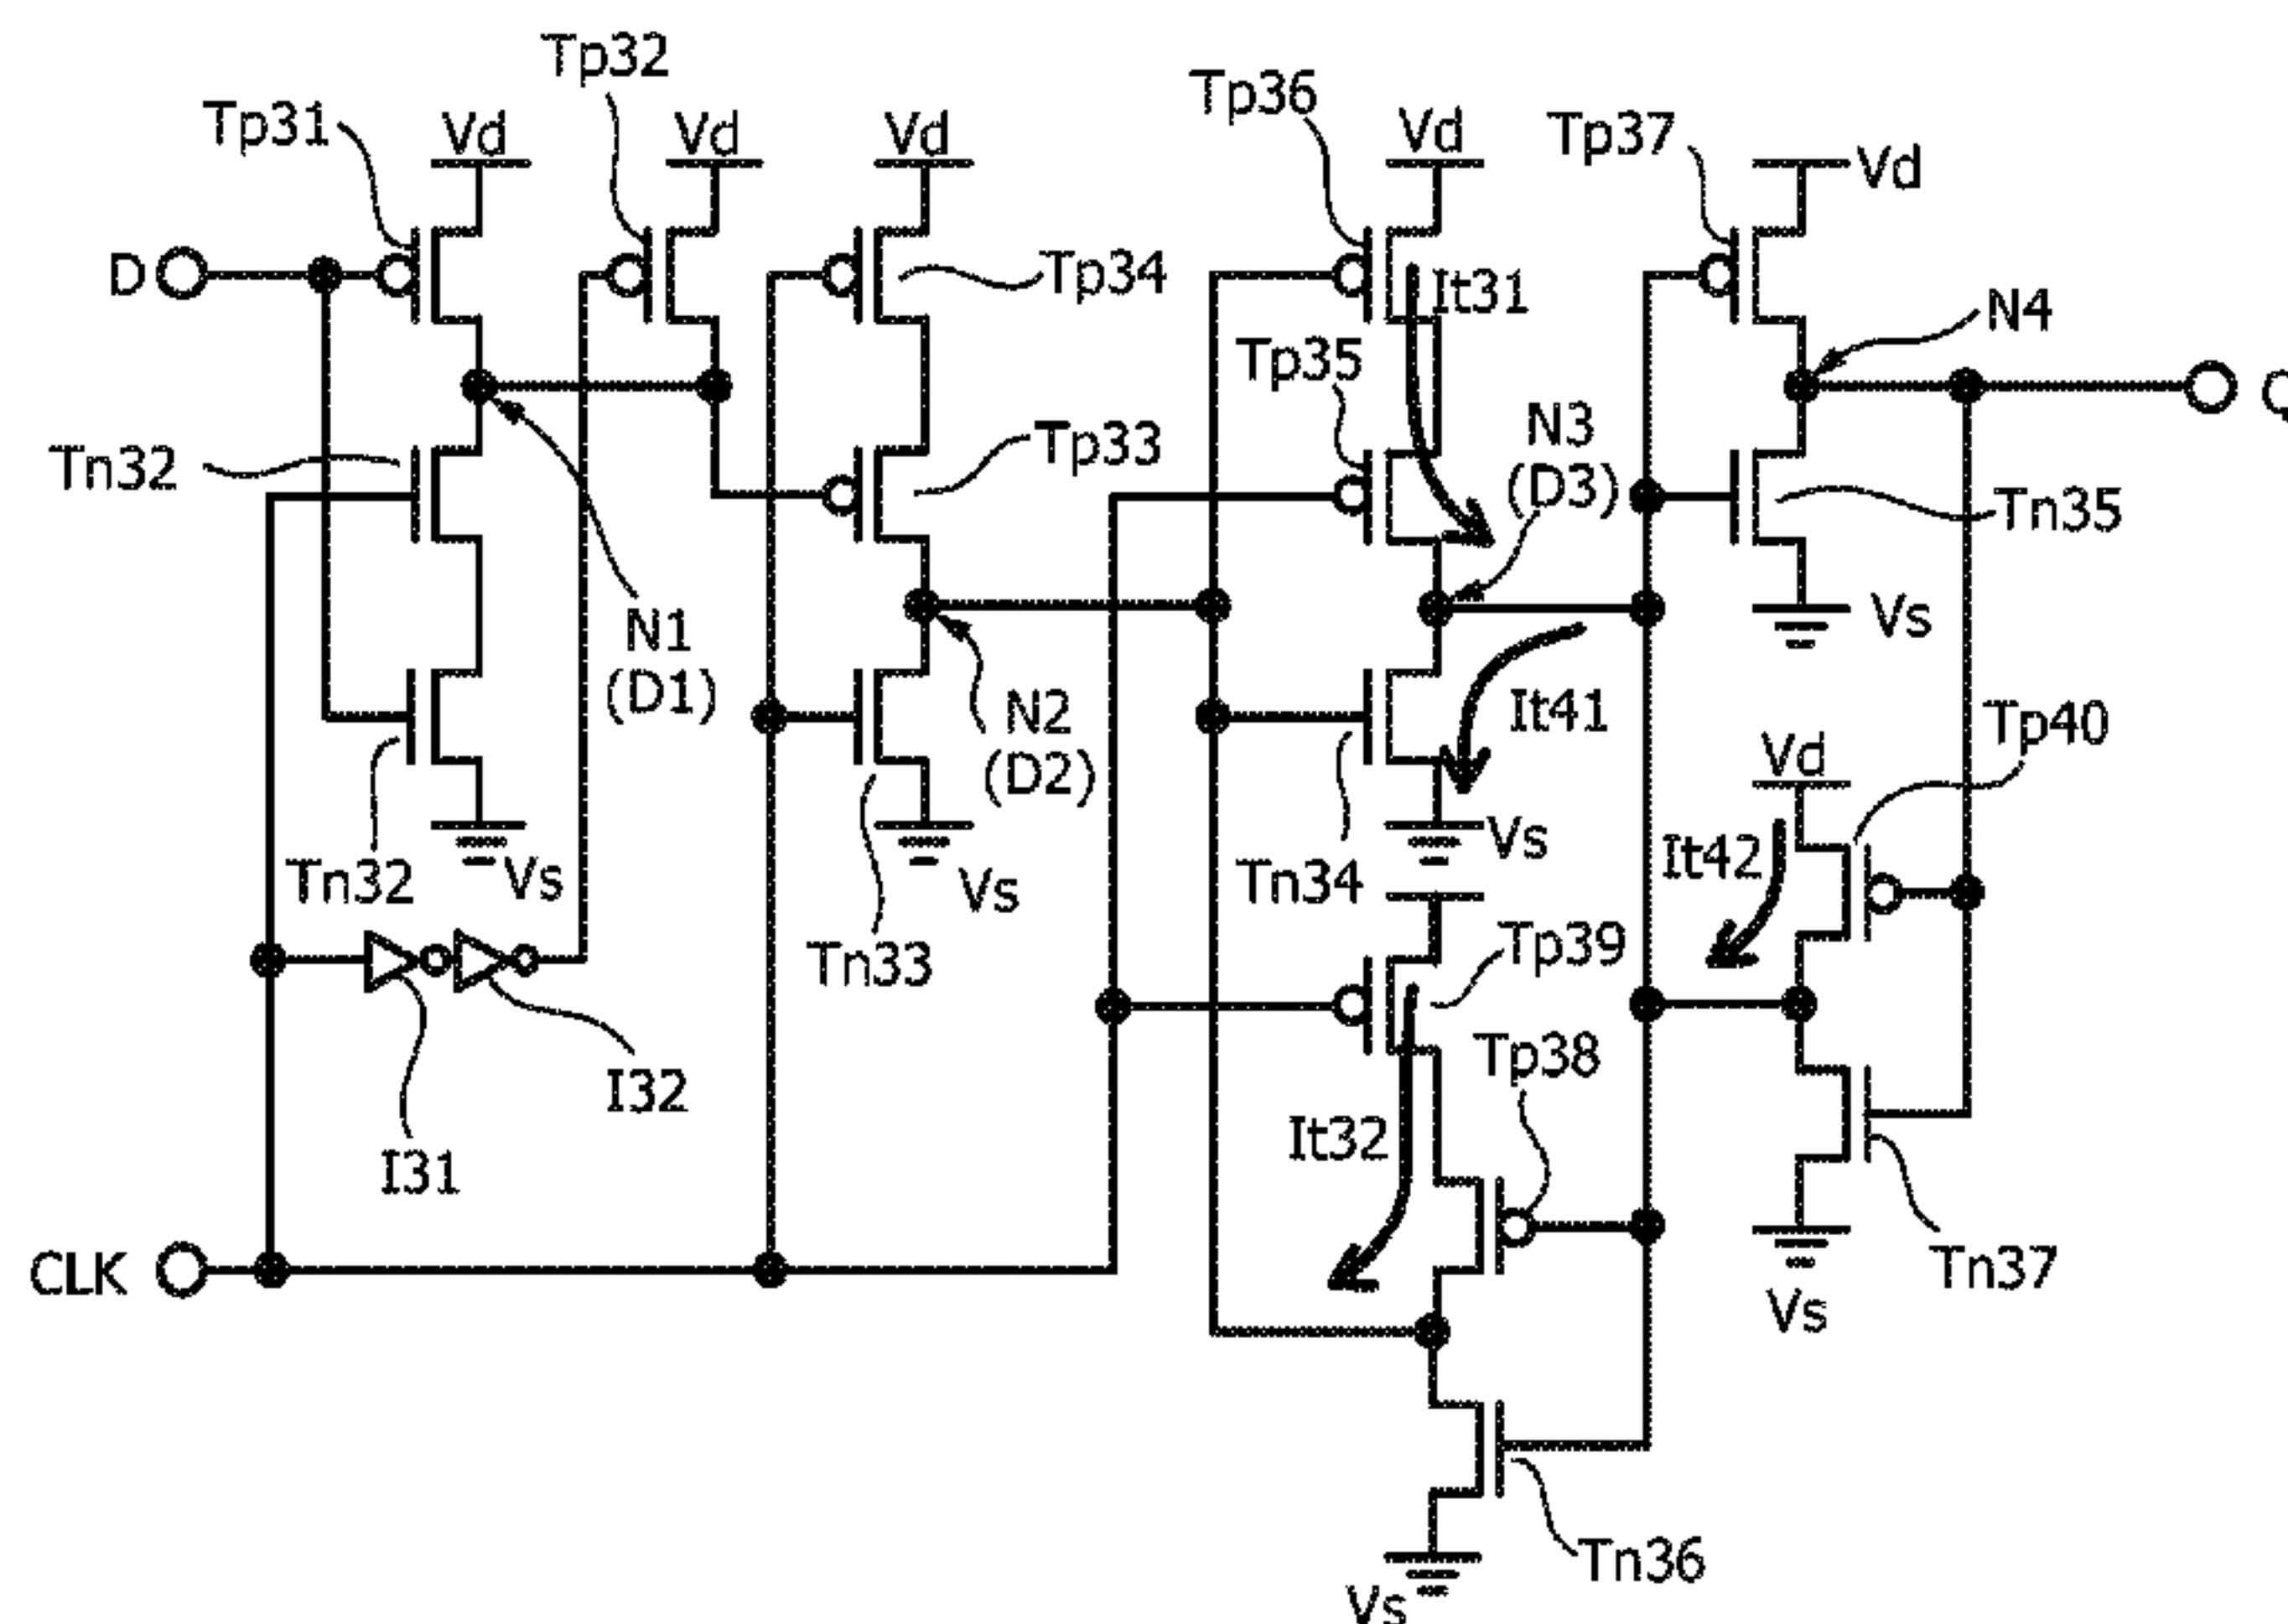 Tp32
Tp31
Vd
Vd
Vd
Tp36
Vd
Tp37
Vd
D
Tp34
It31
N4
Tp35
Q
Tn32
Tp33
N3
(D3)
Tn35
N1
(D1)
N2
(D2)
It41
Vs
Tp40
Vd
Tn32
Vs
Vs
Tn34
Vs
It42
Tn33
Tp39
I32
Tp38
I31
It32
CLK
Tn37
Vs
Tn36
Vs